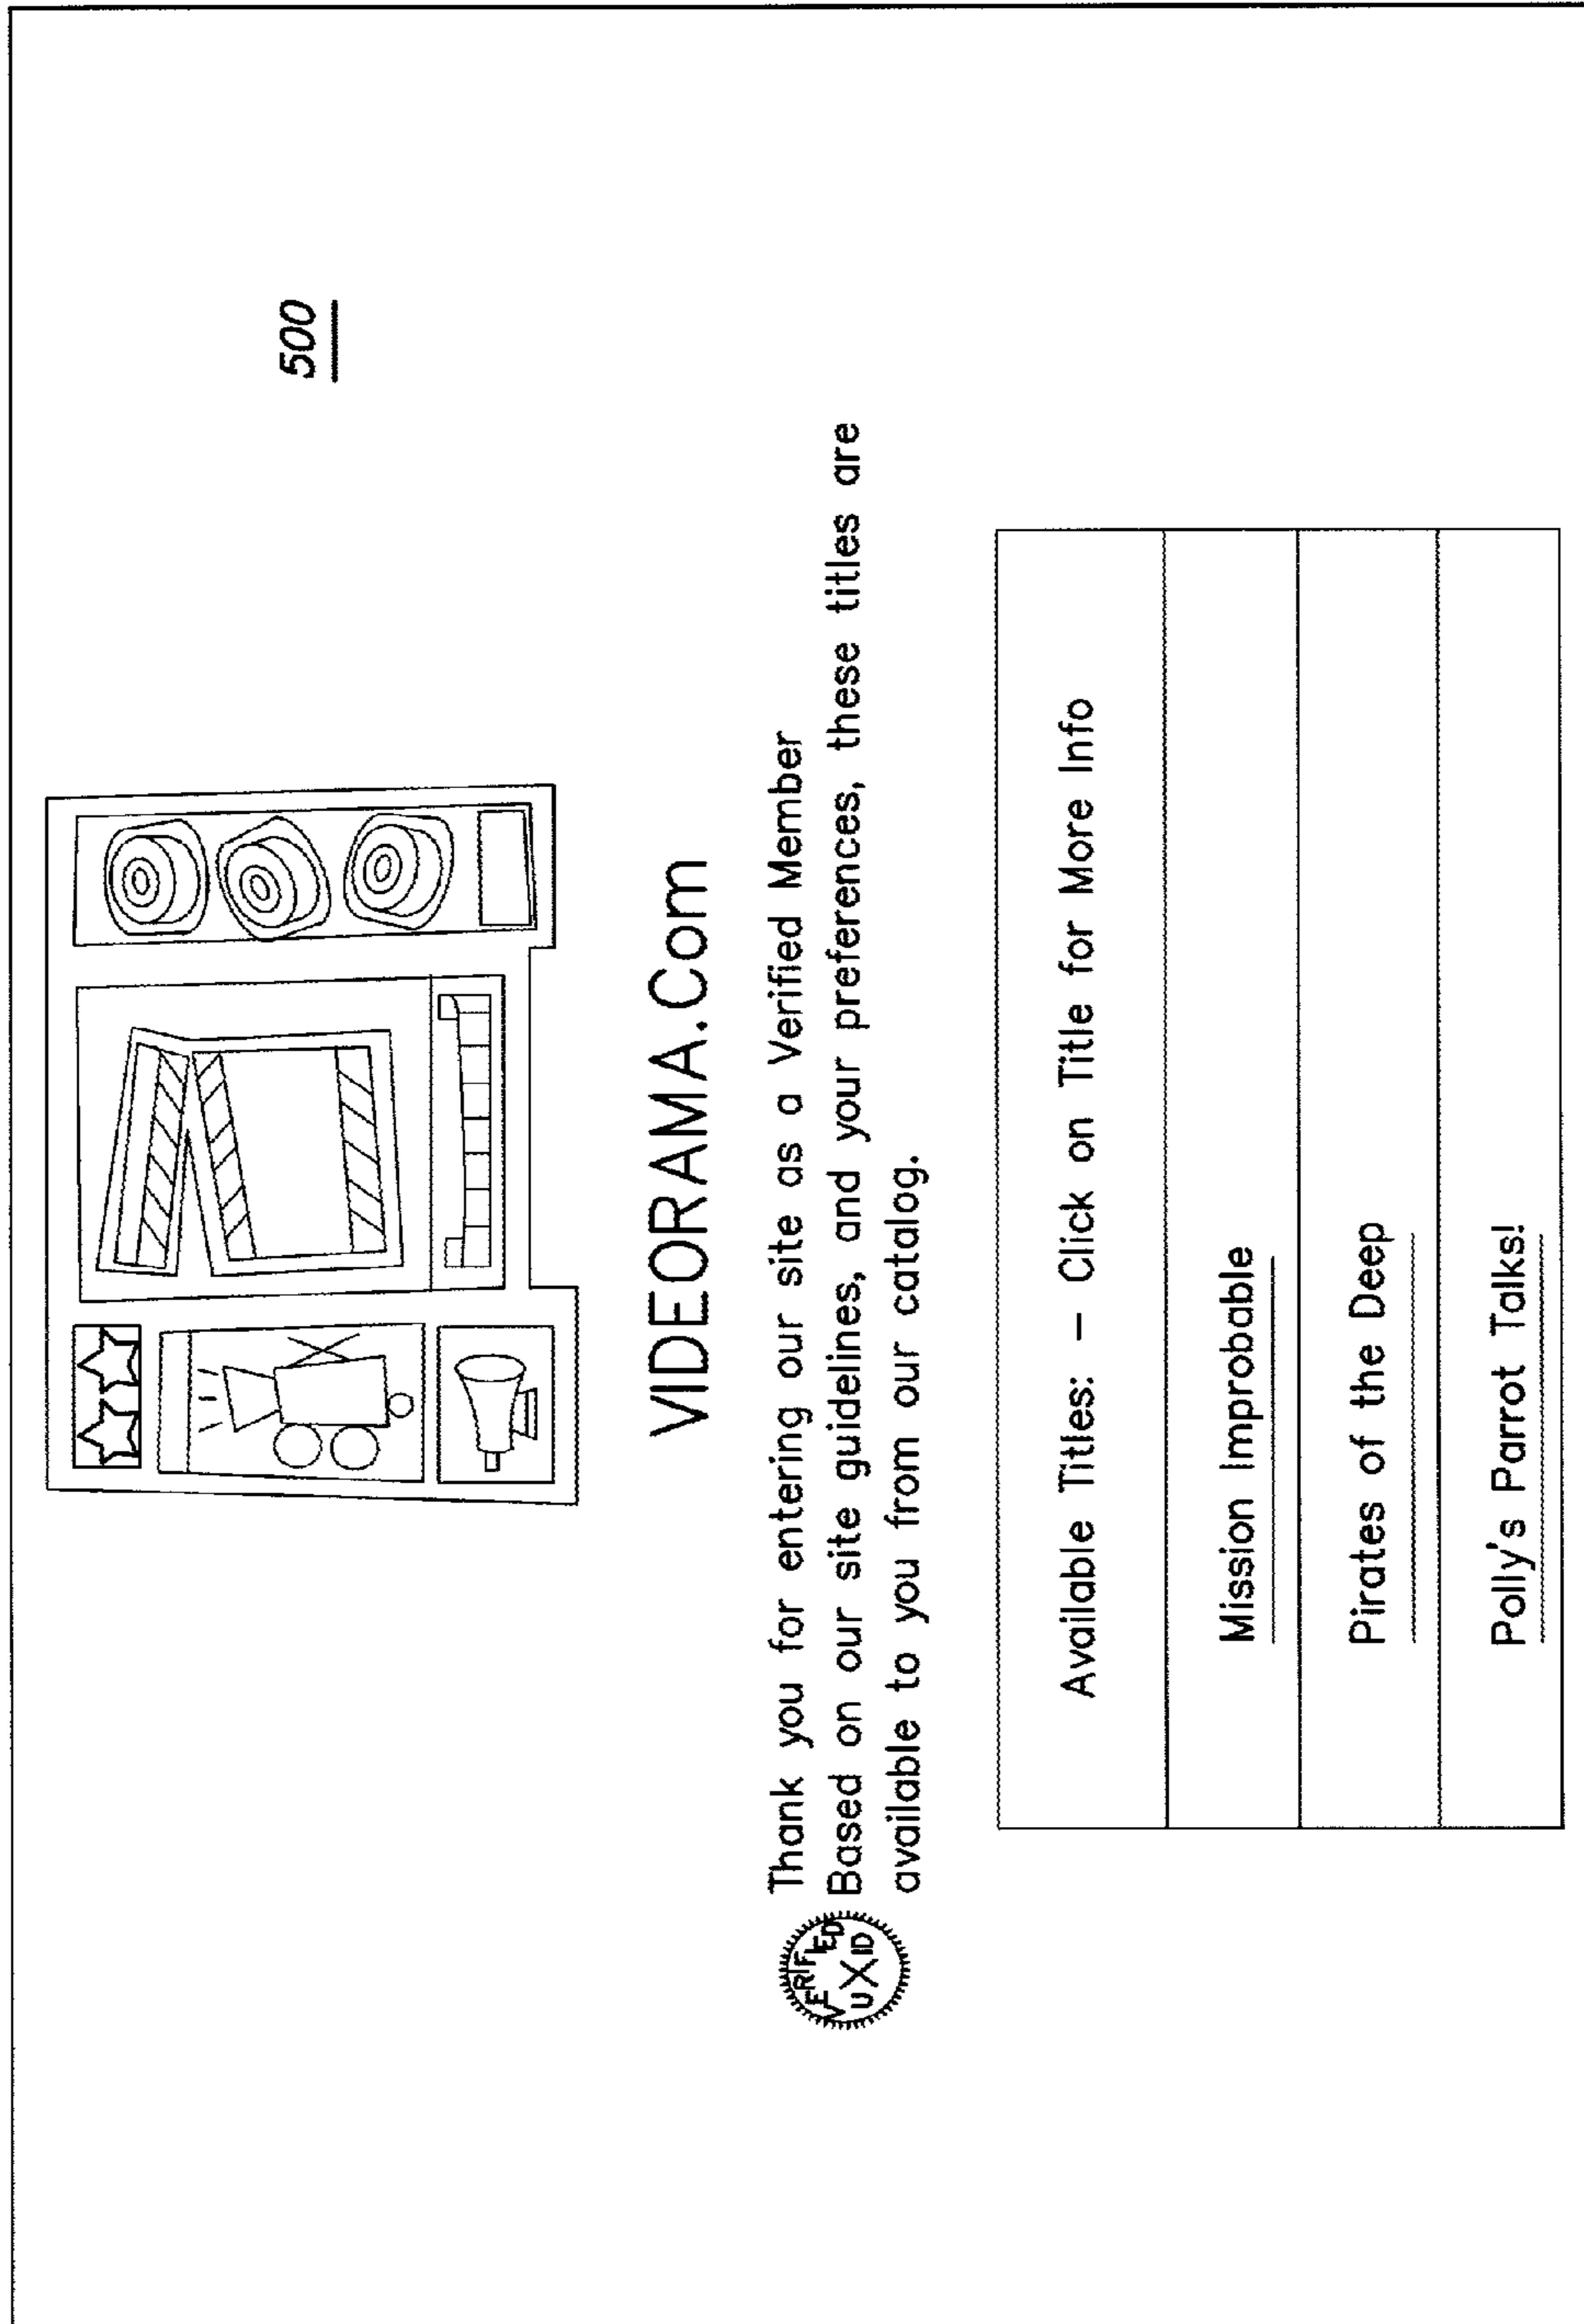 500
VIDEORAMA.Com
VERIFIED
UXID
Thank you for entering our site as a Verified Member
Based on our site guidelines, and your preferences, these titles are
available to you from our catalog.
Available Titles: – Click on Title for More Info
Mission Improbable
Pirates of the Deep
Polly's Parrot Talks!